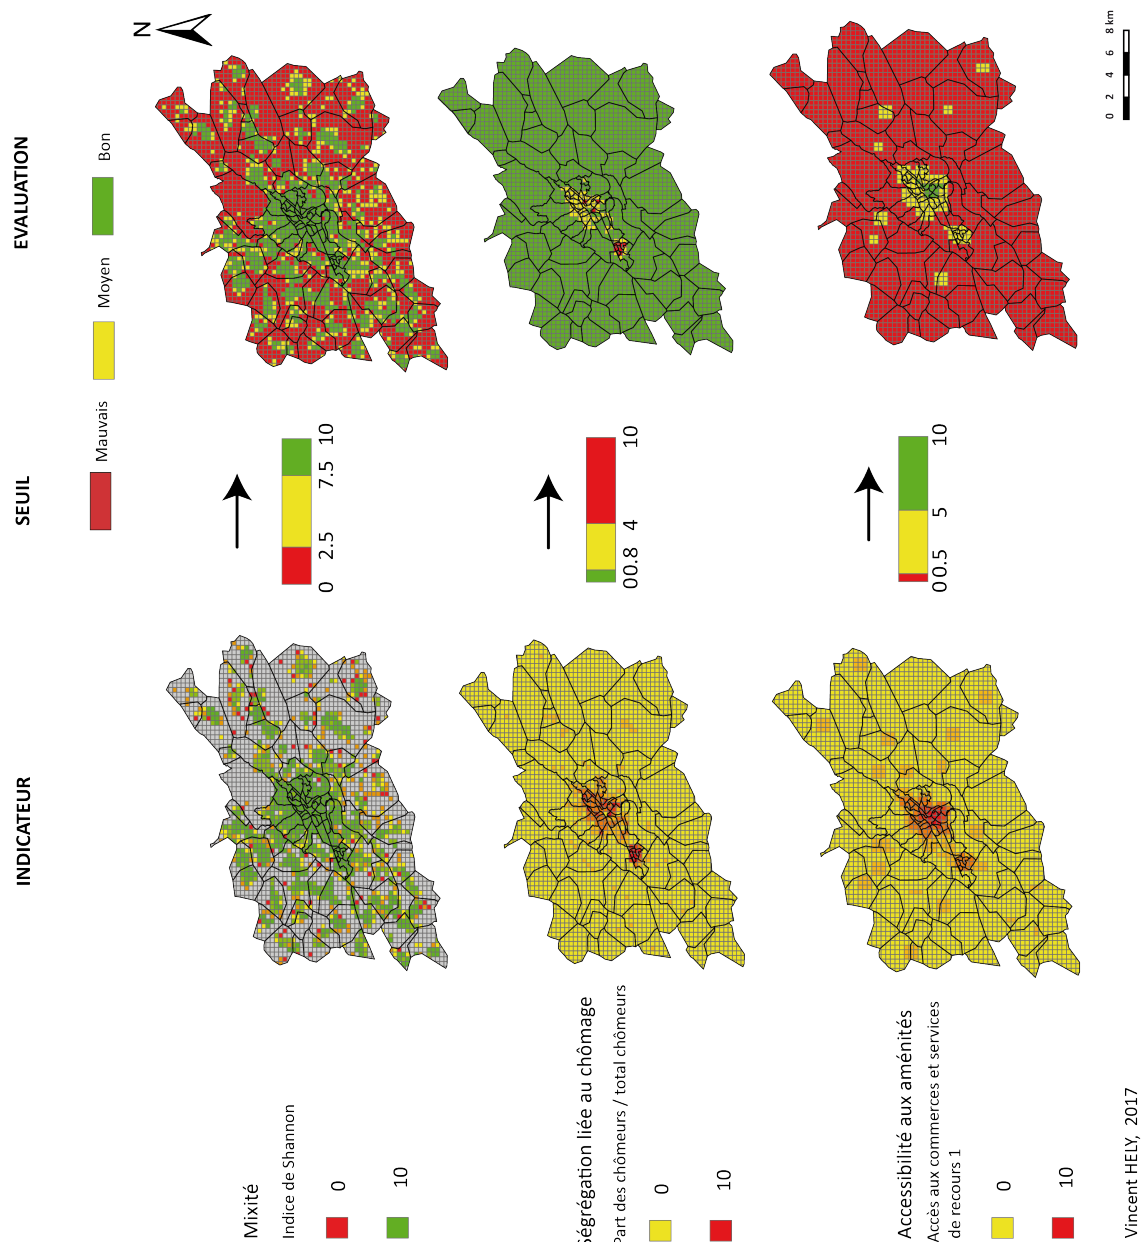 INDICATEUR
SEUIL
EVALUATION
Mauvais
Moyen
Bon
N
Mixité
Indice de Shannon
0
10
0
2.5
7.5
10
Ségrégation liée au chômage
Part des chômeurs / total chômeurs
0
10
0
0.8
4
10
Accessibilité aux aménités
Accès aux commerces et services
de recours 1
0
10
0
0.5
5
10
0 2 4 6 8 km
Vincent HELY, 2017